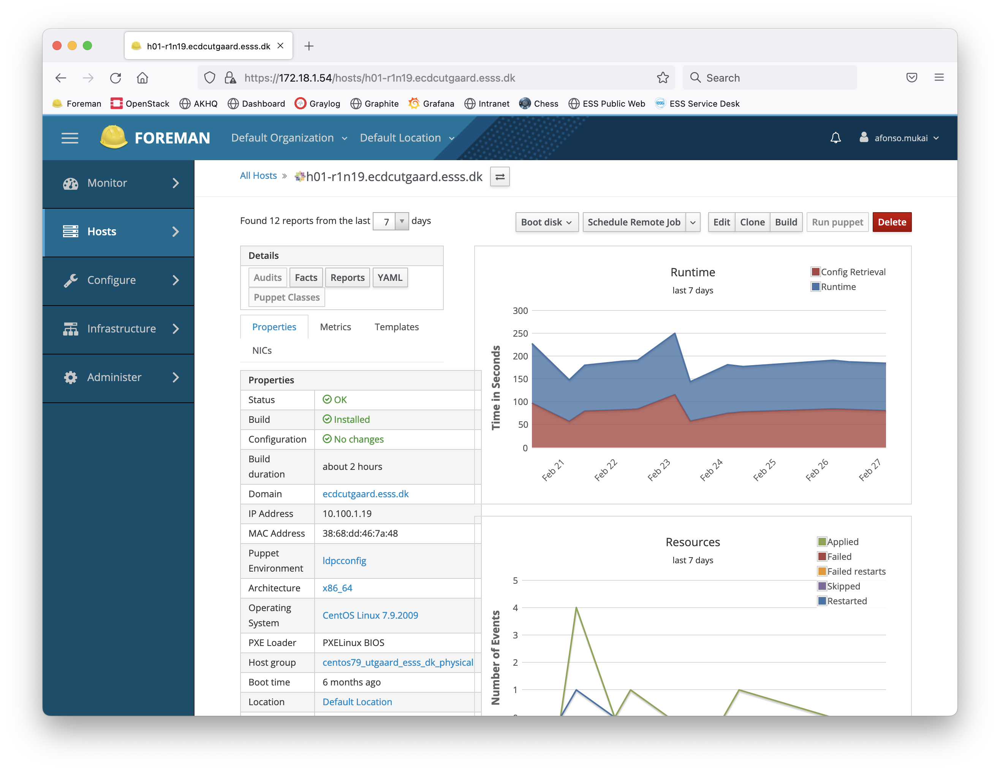 h01-r1n19.ecdcutgaard.esss.dk
https://172.18.1.54/hosts/h01-r1n19.ecdcutgaard.esss.dk
Search
Foreman OpenStack AKHQ Dashboard Graylog Graphite Grafana Intranet Chess ESS Public Web ESS Service Desk
FOREMAN Default Organization Default Location afonso.mukai
Monitor
Hosts
Configure
Infrastructure
Administer
All Hosts » h01-r1n19.ecdcutgaard.esss.dk
Found 12 reports from the last 7 days
Boot disk Schedule Remote Job Edit Clone Build Run puppet Delete
Details
Audits Facts Reports YAML
Puppet Classes
Properties Metrics Templates
NICs
Properties
Status OK
Build Installed
Configuration No changes
Build duration about 2 hours
Domain ecdcutgaard.esss.dk
IP Address 10.100.1.19
MAC Address 38:68:dd:46:7a:48
Puppet Environment ldpcconfig
Architecture x86_64
Operating System CentOS Linux 7.9.2009
PXE Loader PXELinux BIOS
Host group centos79_utgaard_esss_dk_physical
Boot time 6 months ago
Location Default Location
Runtime
last 7 days
Config Retrieval
Runtime
Time in Seconds
300
250
200
150
100
50
0
Feb 21 Feb 22 Feb 23 Feb 24 Feb 25 Feb 26 Feb 27
Resources
last 7 days
Applied
Failed
Failed restarts
Skipped
Restarted
Number of Events
5
4
3
2
1